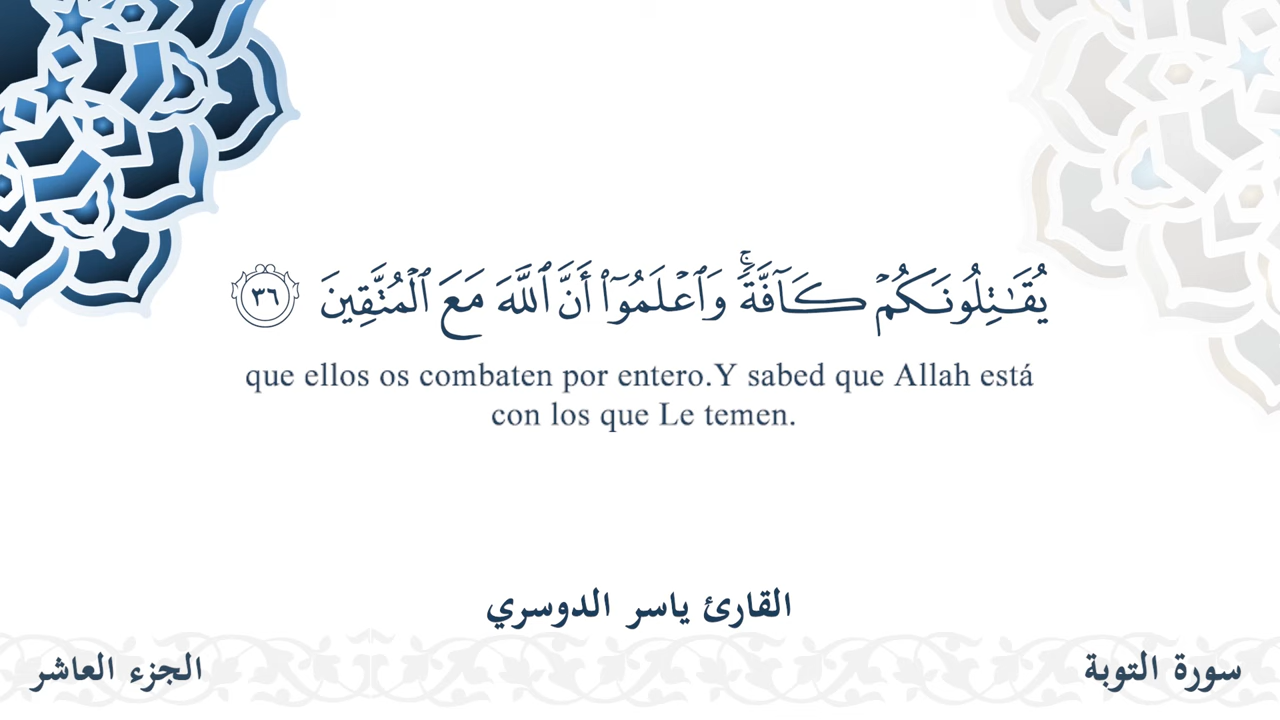 يُقَـٰتِلُونَكُمْ كَآفَّةً ۚ وَٱعْلَمُوٓا۟ أَنَّ ٱللَّهَ مَعَ ٱلْمُتَّقِينَ ٣٦
que ellos os combaten por entero.Y sabed que Allah está
con los que Le temen.
القارئ ياسر الدوسري
سورة التوبة
الجزء العاشر